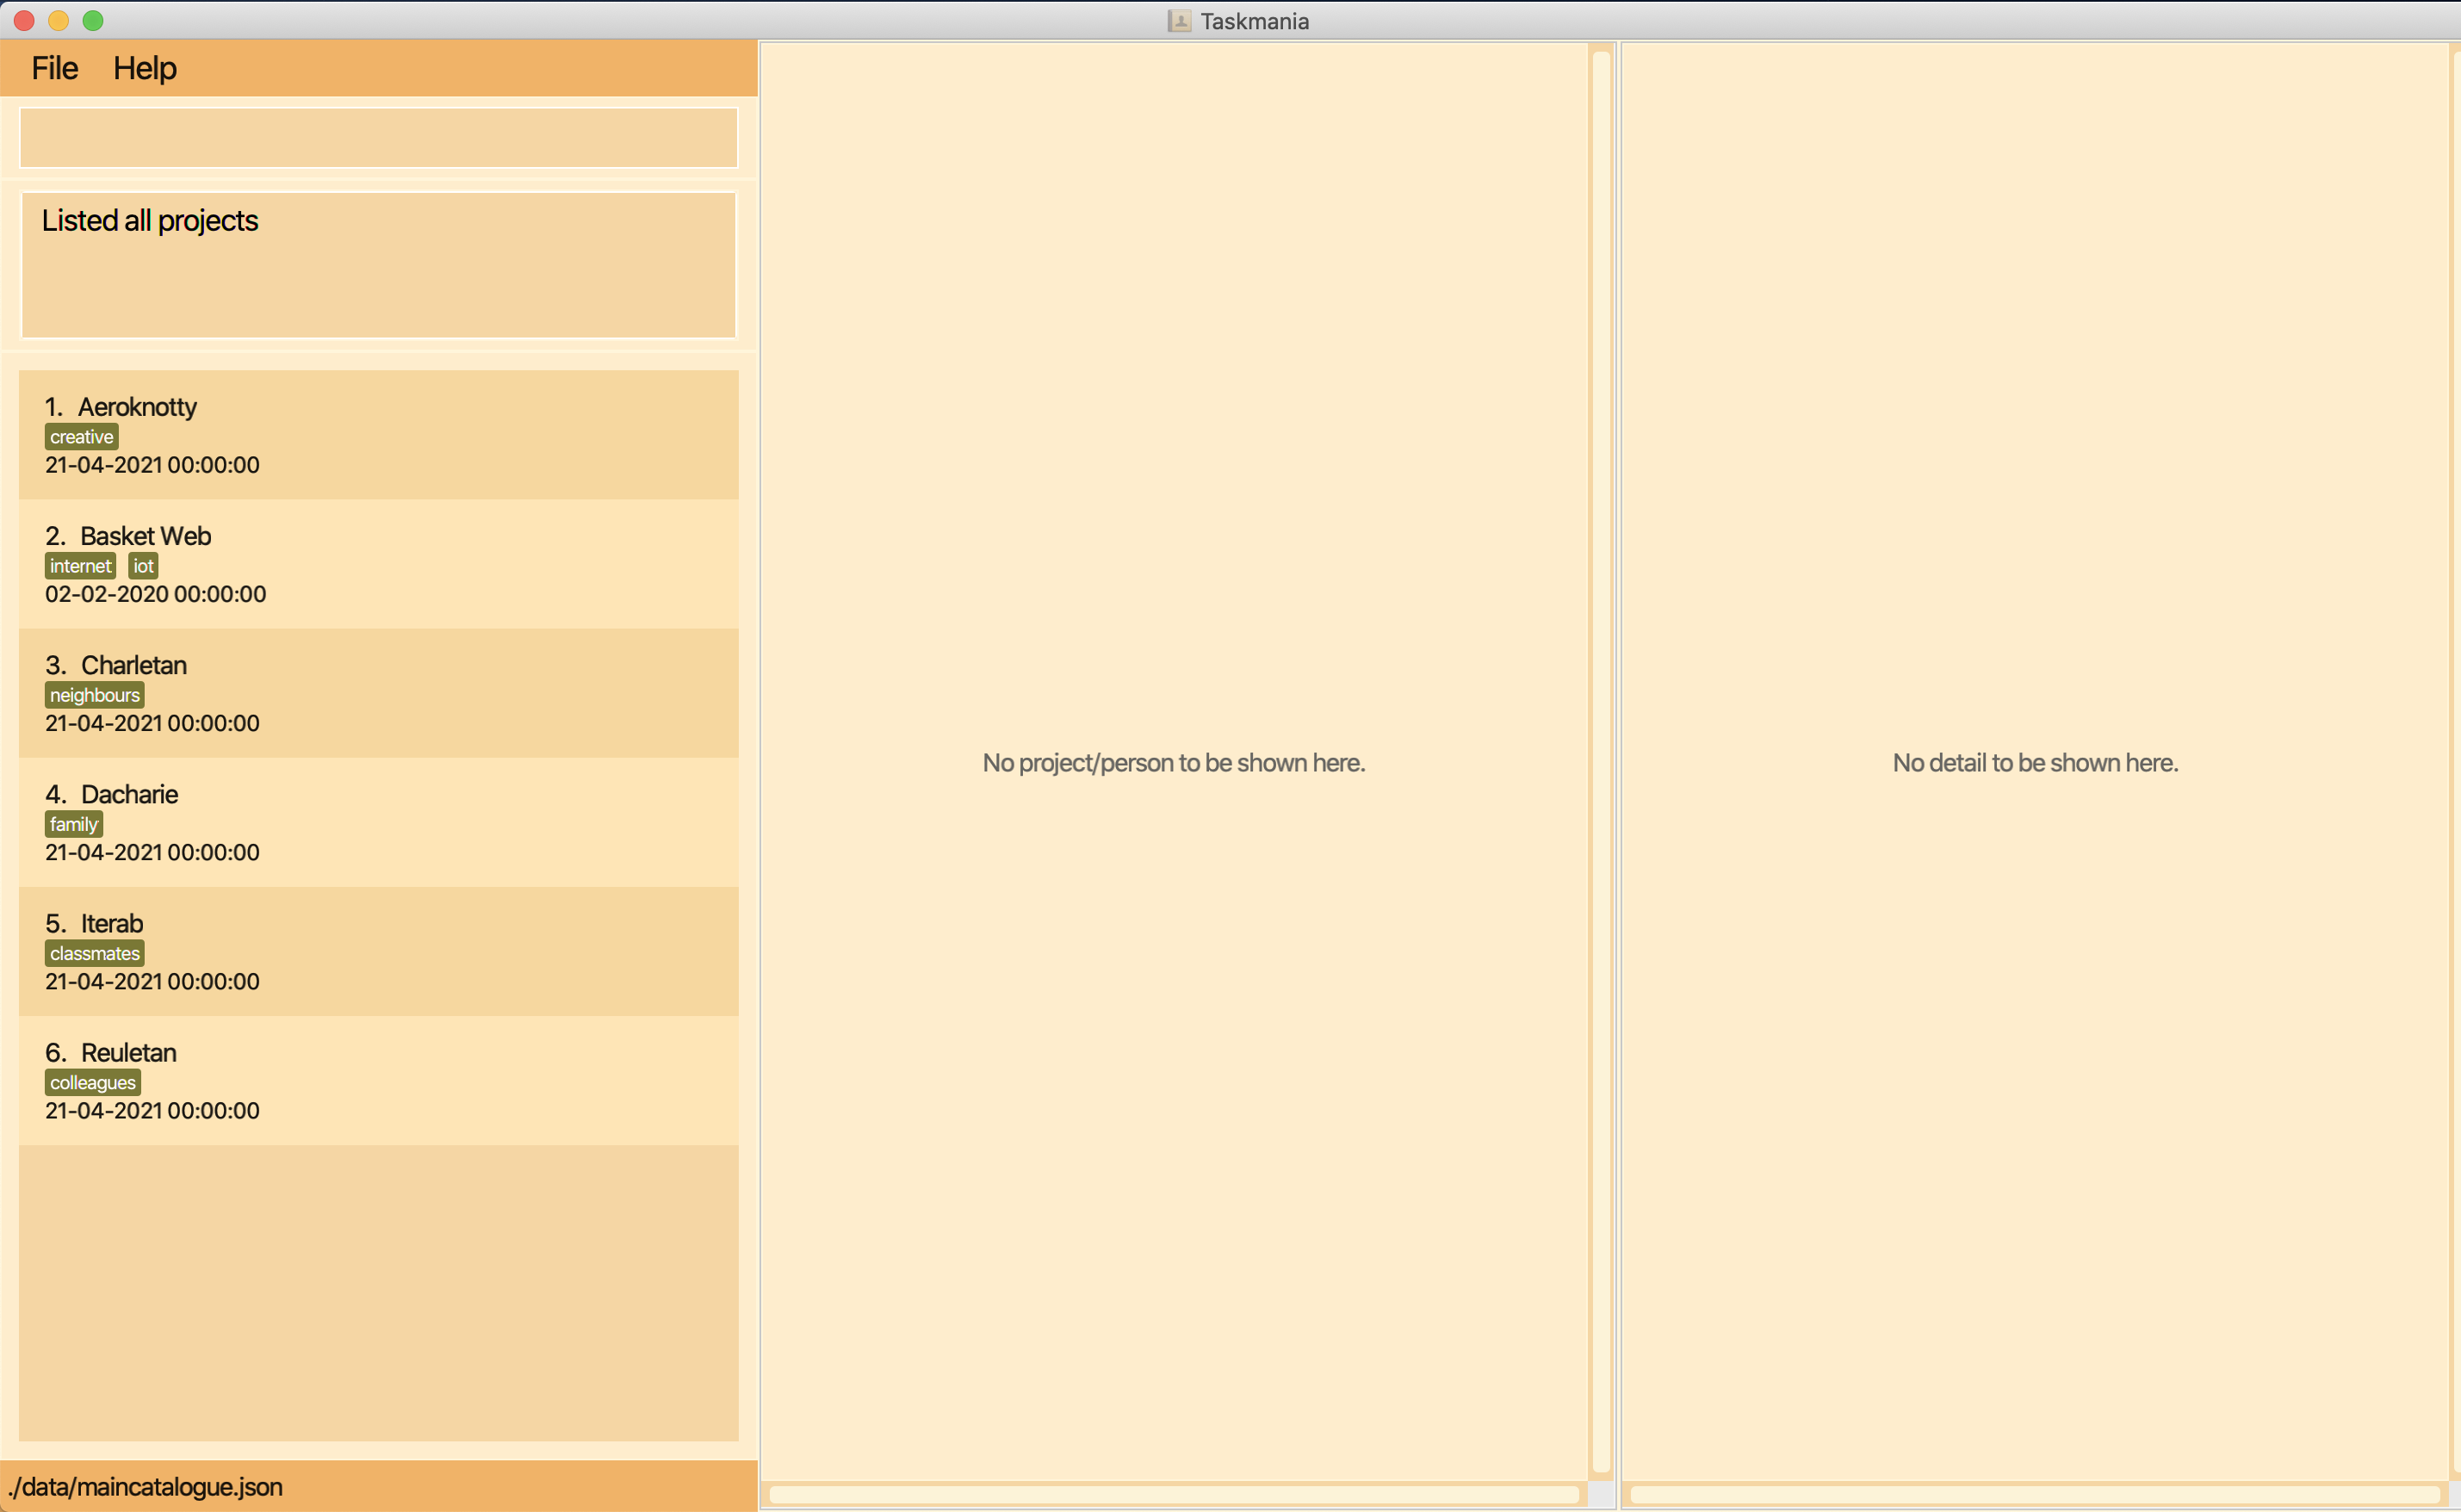 Taskmania
File Help
Listed all projects
1. Aeroknotty
creative
21-04-2021 00:00:00
2. Basket Web
internet iot
02-02-2020 00:00:00
3. Charletan
neighbours
21-04-2021 00:00:00
4. Dacharie
family
21-04-2021 00:00:00
5. Iterab
classmates
21-04-2021 00:00:00
6. Reuletan
colleagues
21-04-2021 00:00:00
./data/maincatalogue.json
No project/person to be shown here.
No detail to be shown here.